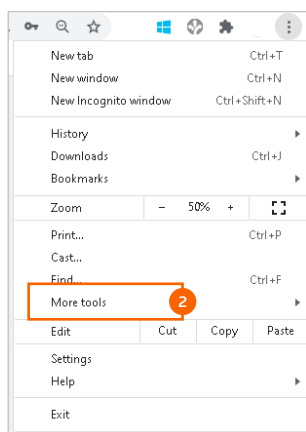 New tab Ctrl+T
New window Ctrl+N
New Incognito window Ctrl+Shift+N
History
Downloads Ctrl+J
Bookmarks
Zoom - 50% +
Print... Ctrl+P
Cast...
Find... Ctrl+F
More tools 2
Edit Cut Copy Paste
Settings
Help
Exit